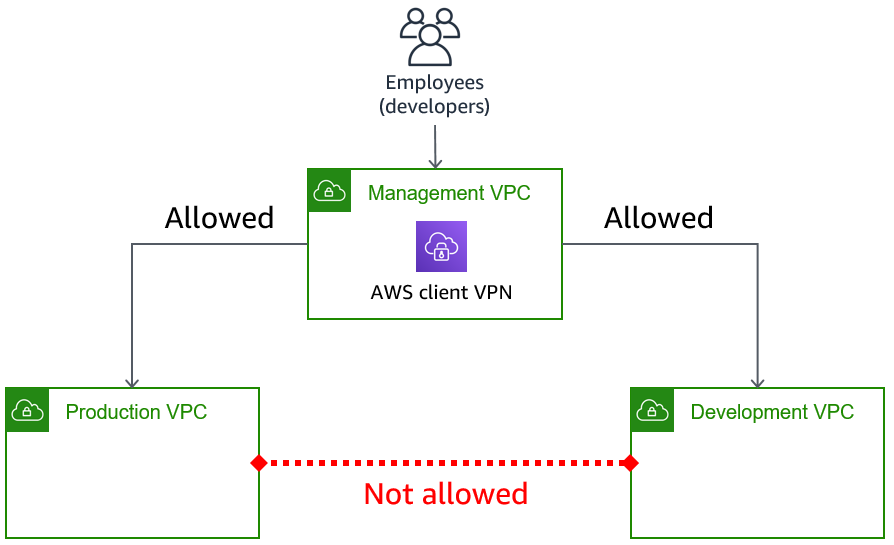 Employees
(developers)
Management VPC
Allowed
Allowed
AWS client VPN
Production VPC
Development VPC
Not allowed